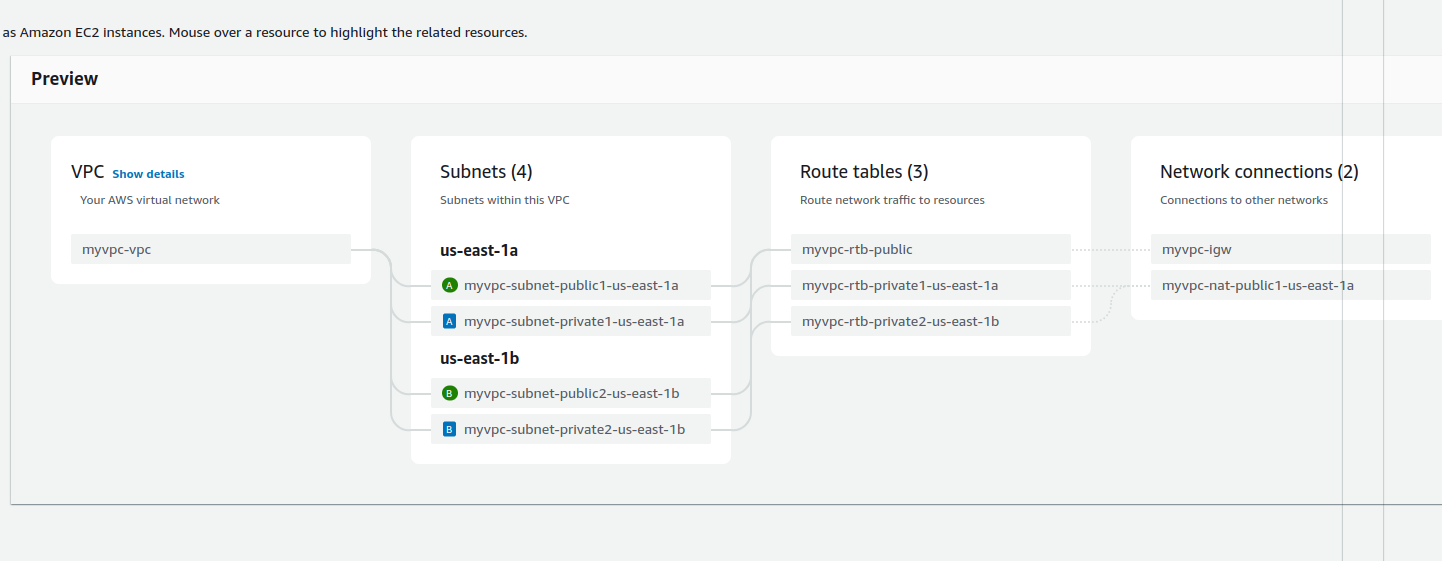 as Amazon EC2 instances. Mouse over a resource to highlight the related resources.
Preview
VPC Show details
Your AWS virtual network
myvpc-vpc
Subnets (4)
Subnets within this VPC
us-east-1a
A myvpc-subnet-public1-us-east-1a
A myvpc-subnet-private1-us-east-1a
us-east-1b
B myvpc-subnet-public2-us-east-1b
B myvpc-subnet-private2-us-east-1b
Route tables (3)
Route network traffic to resources
myvpc-rtb-public
myvpc-rtb-private1-us-east-1a
myvpc-rtb-private2-us-east-1b
Network connections (2)
Connections to other networks
myvpc-igw
myvpc-nat-public1-us-east-1a